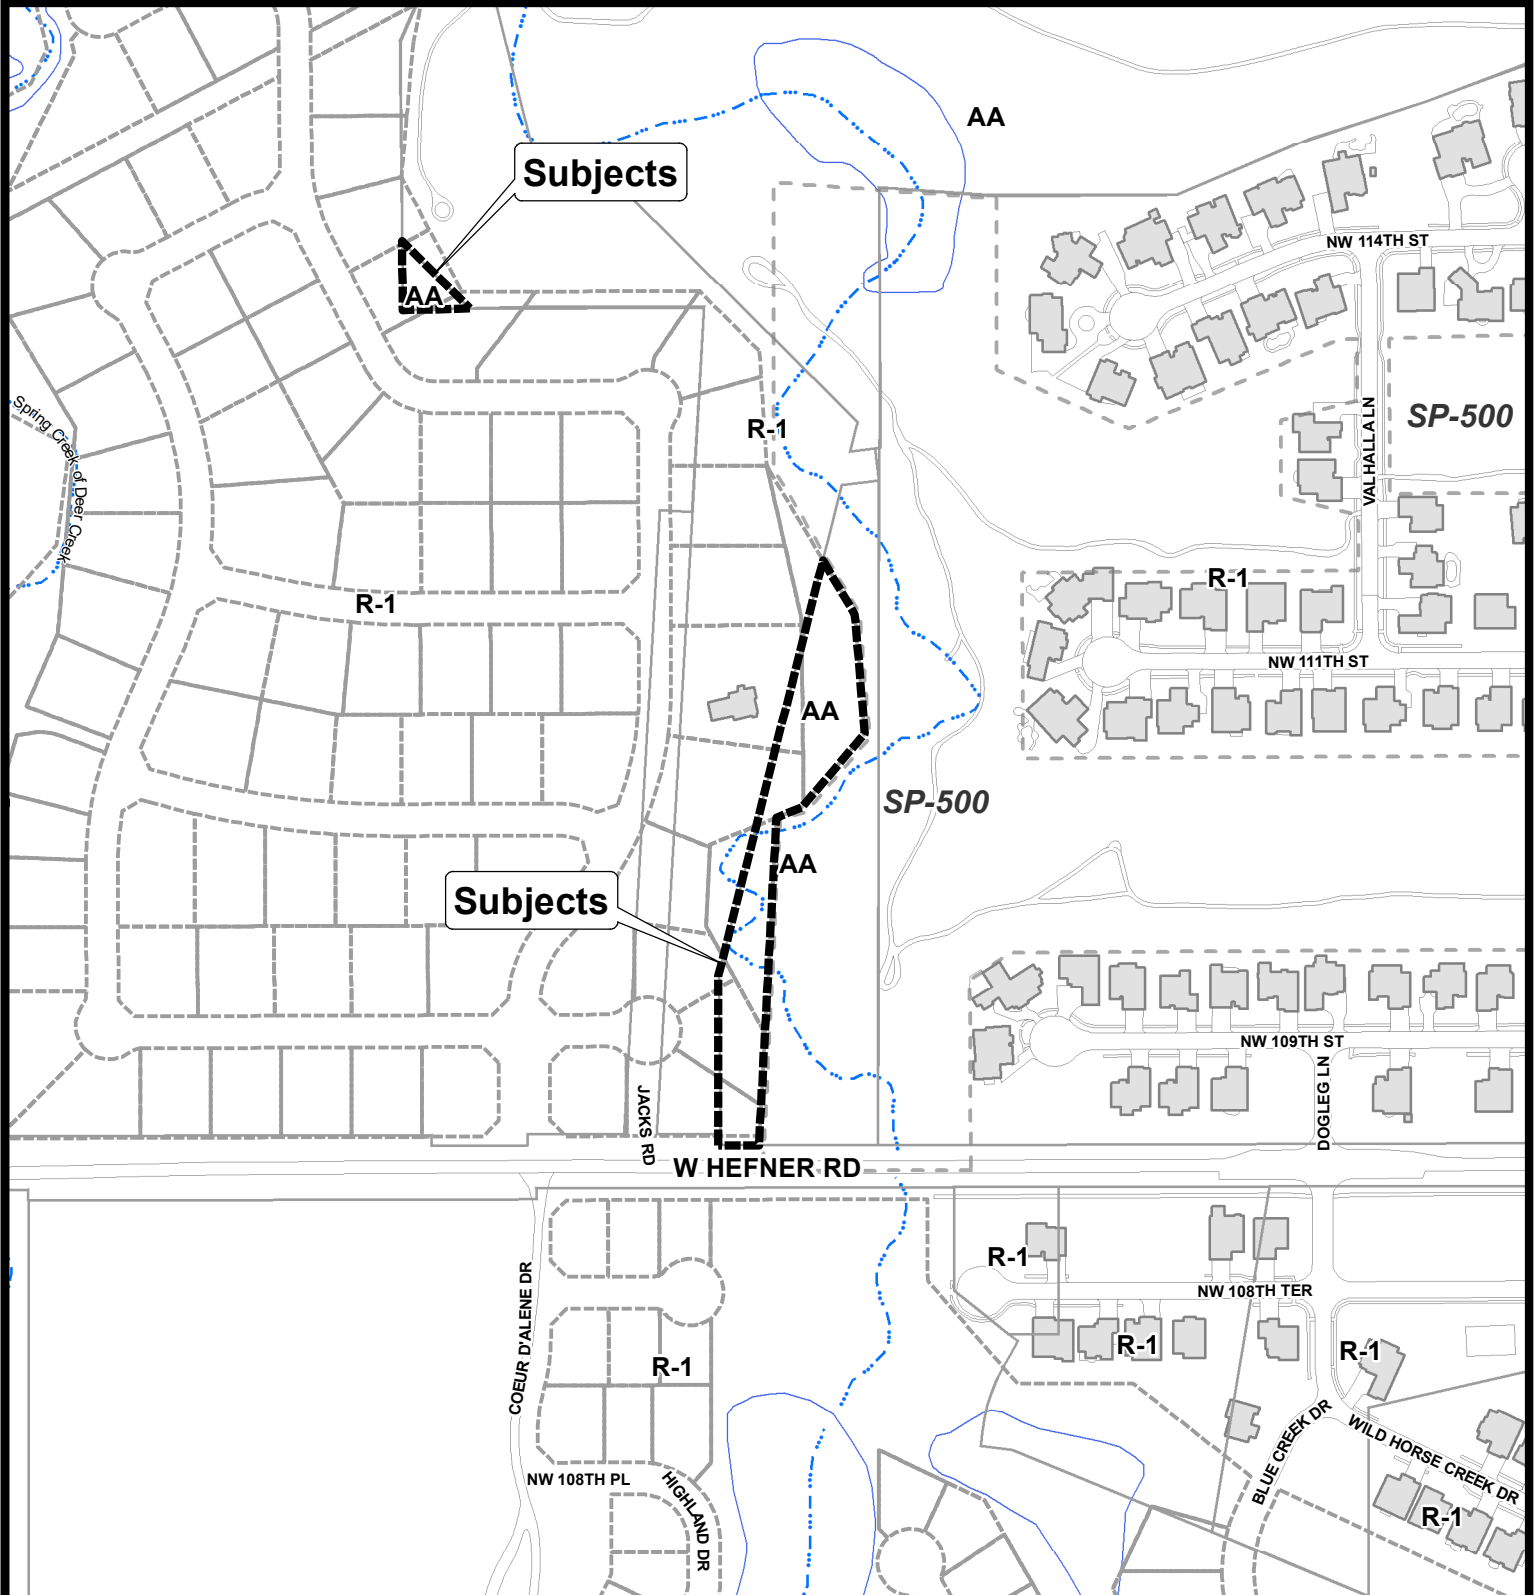 AA
Subjects
NW 114TH ST
AA
SP-500
R-1
VALHALLA LN
Spring Creek of Deer Creek
R-1
R-1
NW 111TH ST
AA
SP-500
AA
Subjects
NW 109TH ST
DOGLEG LN
JACKS RD
W HEFNER RD
R-1
NW 108TH TER
COEUR D'ALENE DR
R-1
R-1
R-1
BLUE CREEK DR
WILD HORSE CREEK DR
NW 108TH PL
HIGHLAND DR
R-1